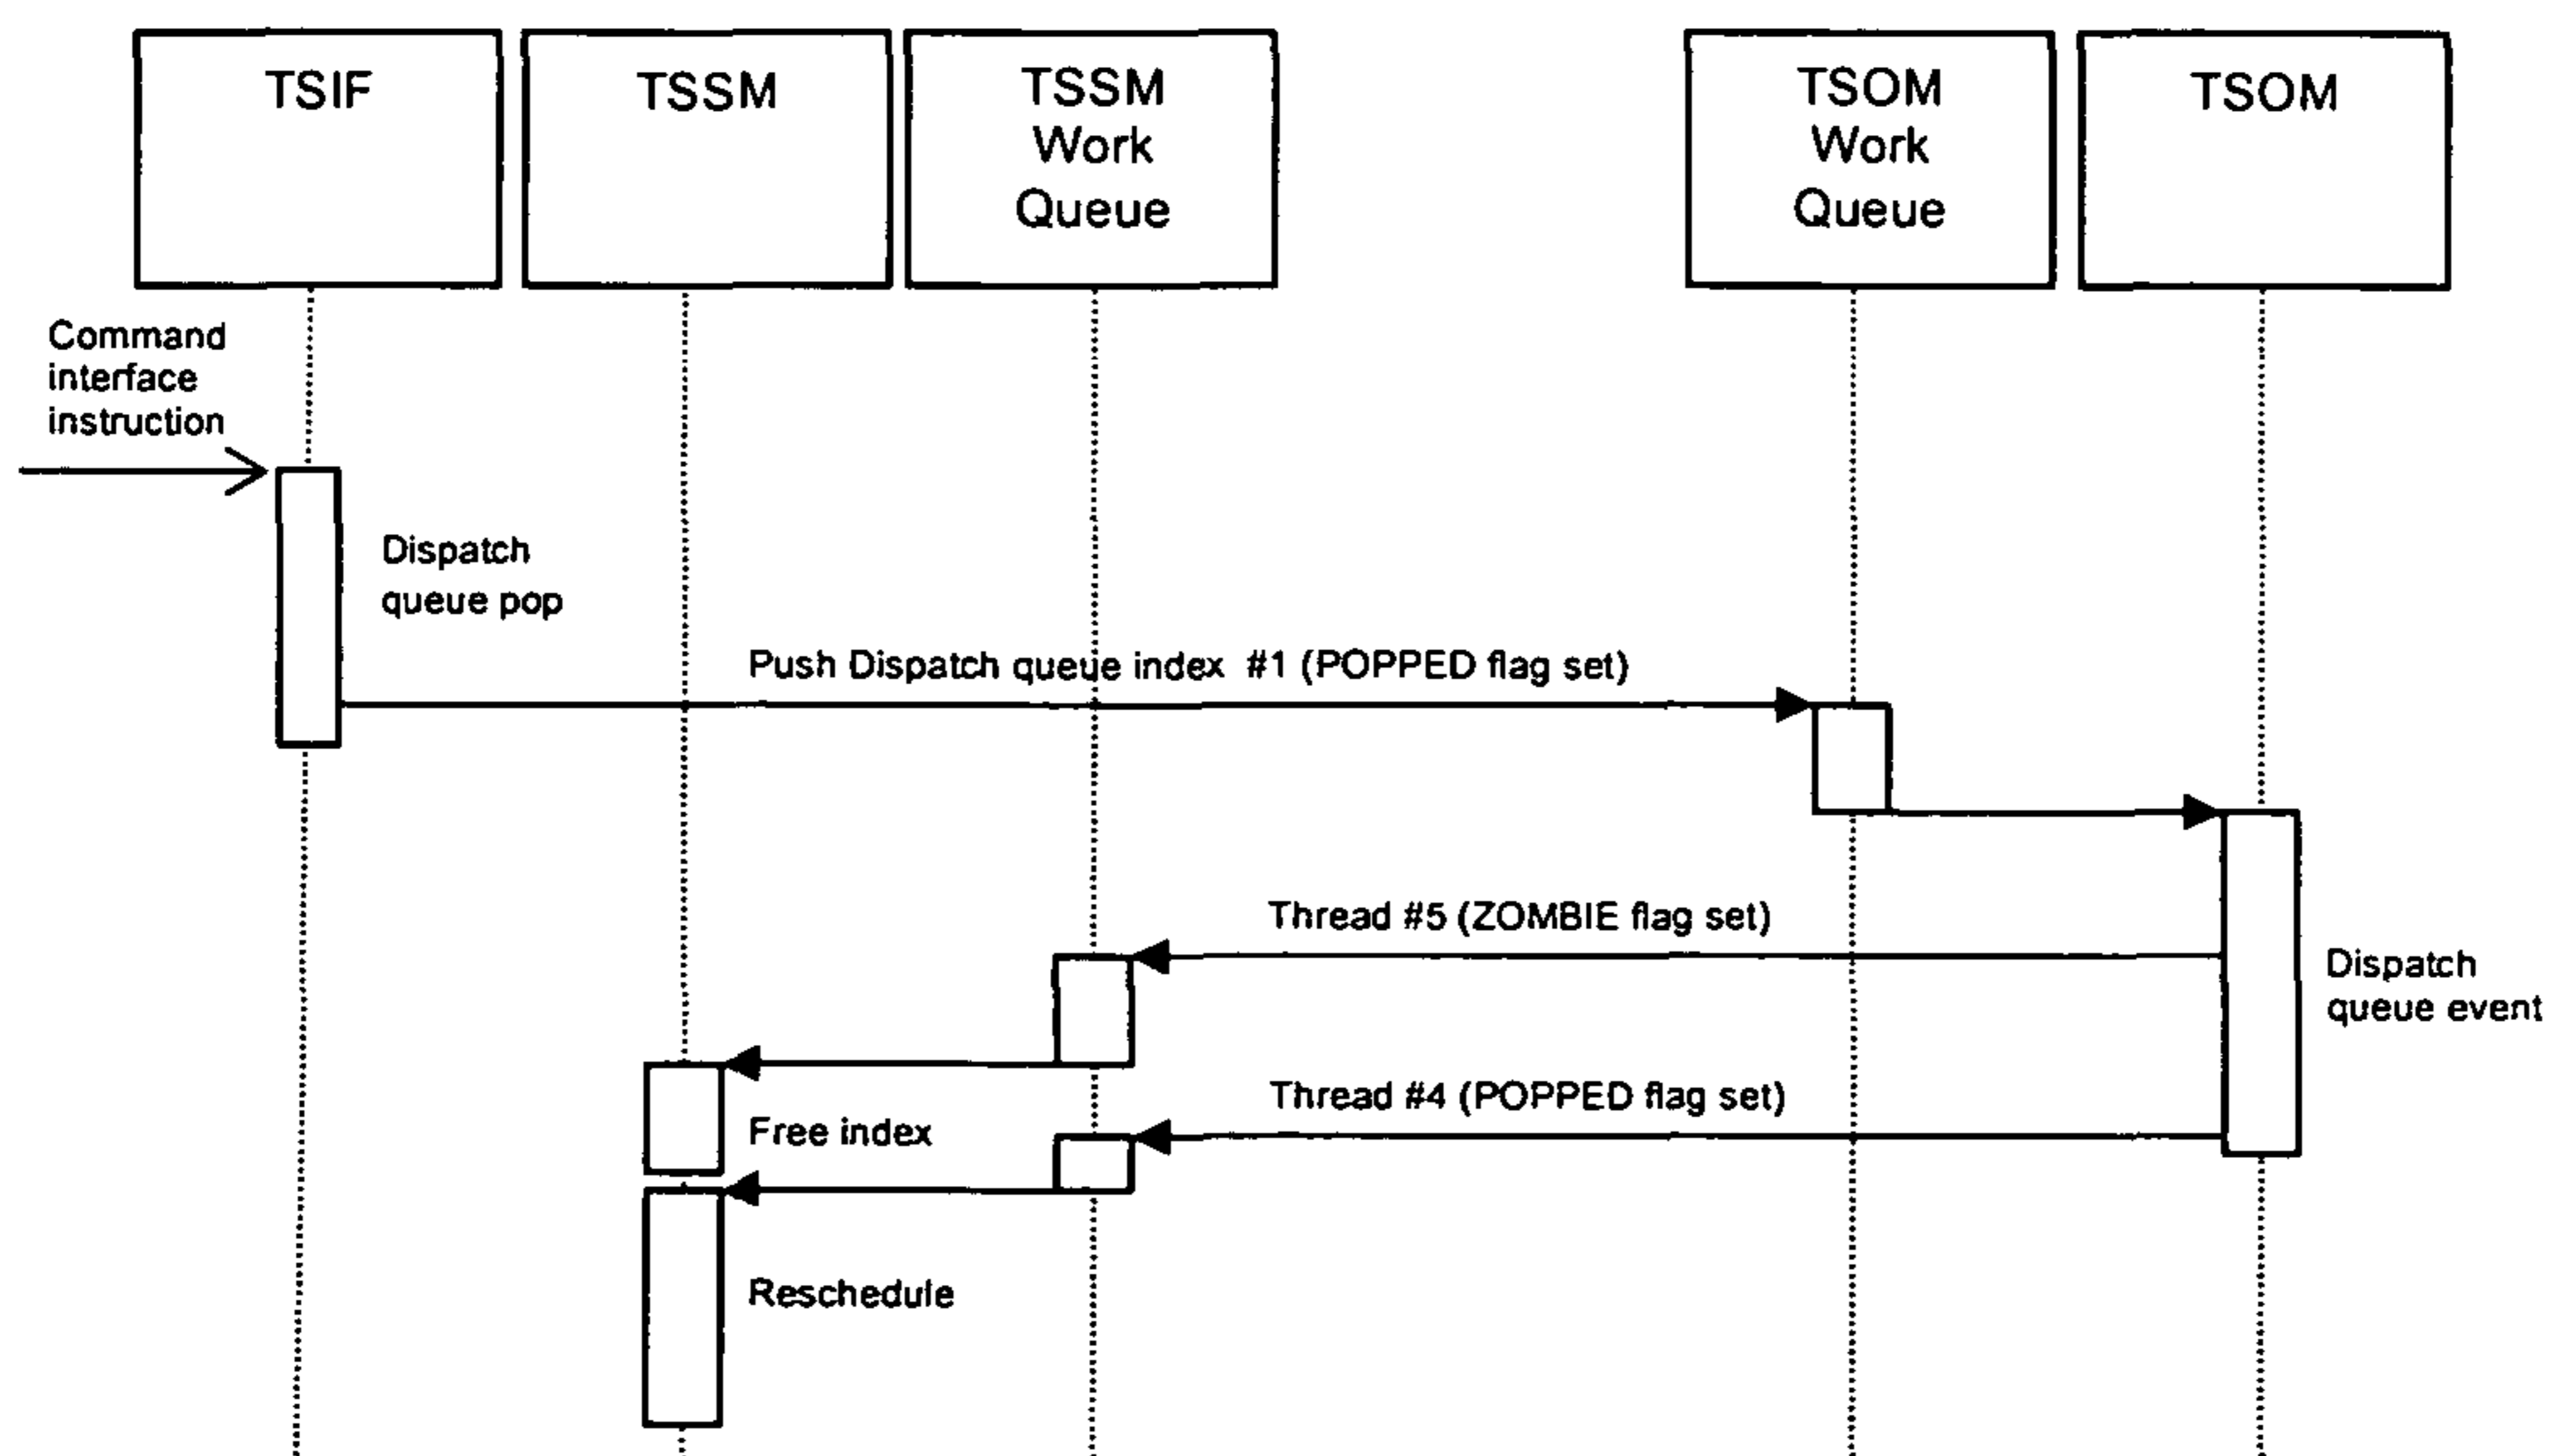 TSIF
TSSM
TSSM
Work
Queue
TSOM
Work
Queue
TSOM
Command
interface
instruction
Dispatch
queue pop
Push Dispatch queue index #1 (POPPED flag set)
Thread #5 (ZOMBIE flag set)
Dispatch
queue event
Thread #4 (POPPED flag set)
Free index
Reschedule